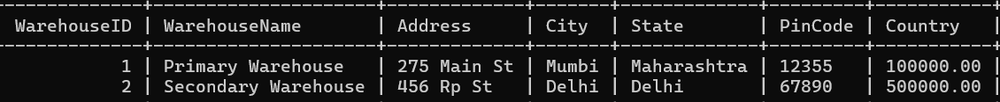 WarehouseID | WarehouseName | Address | City | State | PinCode | Country |
1 | Primary Warehouse | 275 Main St | Mumbi | Maharashtra | 12355 | 100000.00 |
2 | Secondary Warehouse | 456 Rp St | Delhi | Delhi | 67890 | 500000.00 |